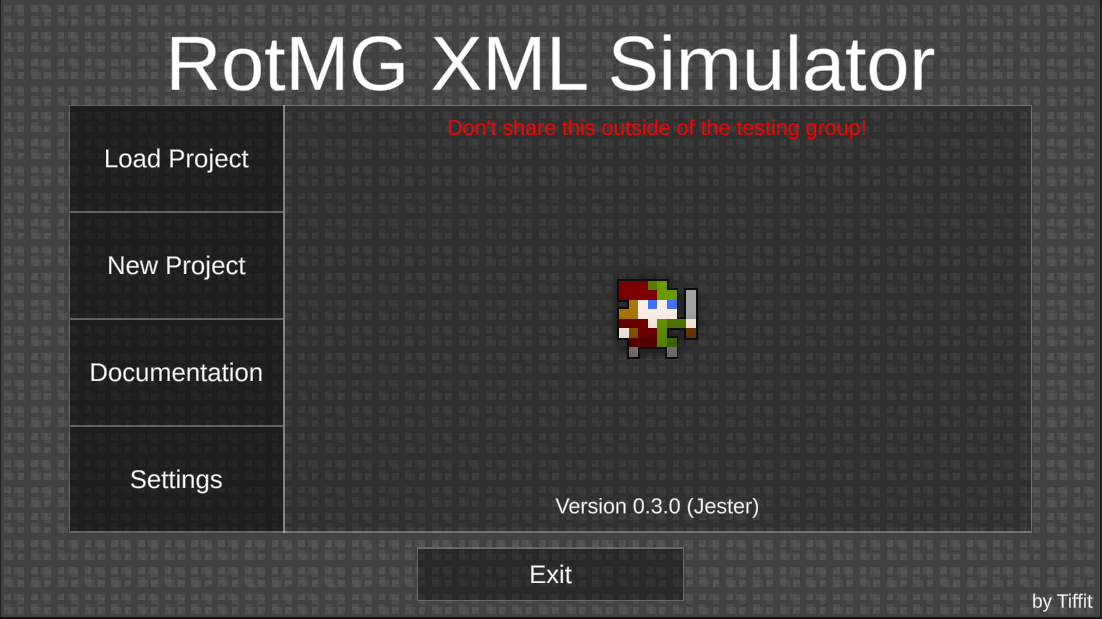 RotMG XML Simulator
Load Project
New Project
Documentation
Settings
Don't share this outside of the testing group!
Version 0.3.0 (Jester)
Exit
by Tiffit